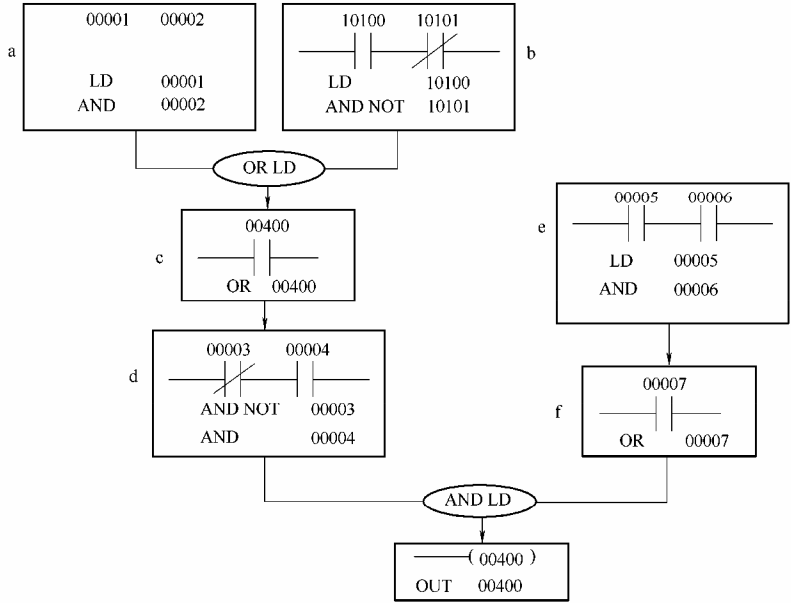 a
00001 00002
LD 00001
AND 00002
b
10100 10101
LD 10100
AND NOT 10101
OR LD
c
00400
OR 00400
d
00003 00004
AND NOT 00003
AND 00004
e
00005 00006
LD 00005
AND 00006
f
00007
OR 00007
AND LD
( 00400 )
OUT 00400